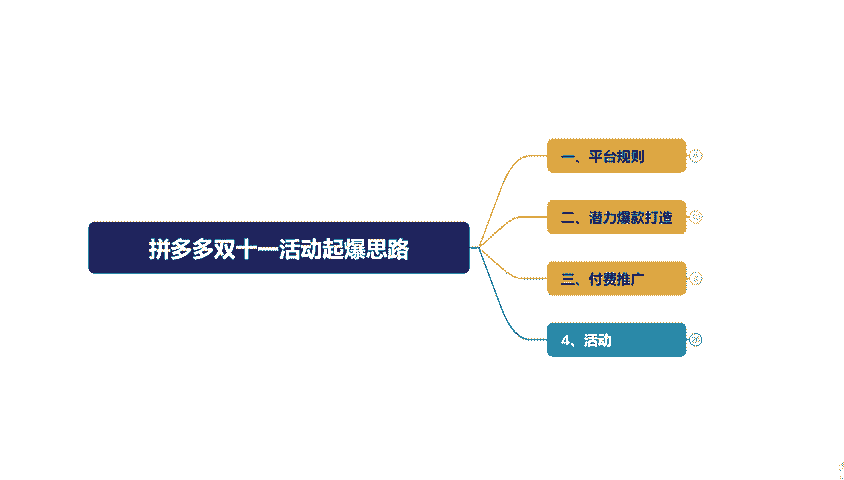 拼多多双十一活动起爆思路
一、平台规则
二、潜力爆款打造
三、付费推广
4、活动